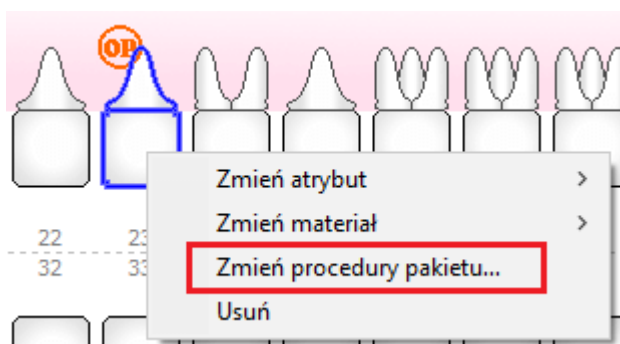 OP
Zmień atrybut
Zmień materiał
22 23
32 33
Zmień procedury pakietu...
Usuń